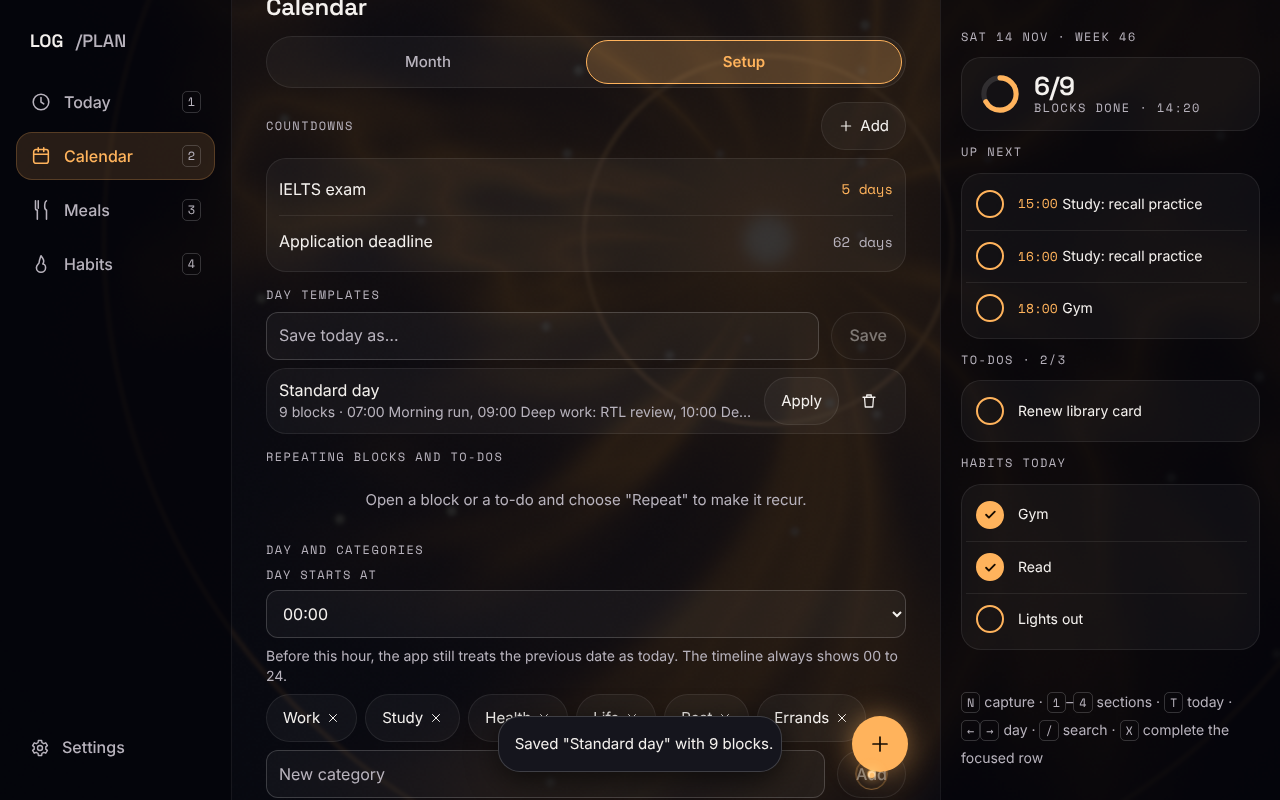 LOG /PLAN
Today 1
Calendar 2
Meals 3
Habits 4
Settings
Calendar
Month Setup
COUNTDOWNS
+ Add
IELTS exam 5 days
Application deadline 62 days
DAY TEMPLATES
Save today as... Save
Standard day
9 blocks · 07:00 Morning run, 09:00 Deep work: RTL review, 10:00 De...
Apply
REPEATING BLOCKS AND TO-DOS
Open a block or a to-do and choose "Repeat" to make it recur.
DAY AND CATEGORIES
DAY STARTS AT
00:00
Before this hour, the app still treats the previous date as today. The timeline always shows 00 to
24.
Work × Study × Health × Life × Rest × Errands ×
Saved "Standard day" with 9 blocks.
New category Add
SAT 14 NOV · WEEK 46
6/9
BLOCKS DONE · 14:20
UP NEXT
15:00 Study: recall practice
16:00 Study: recall practice
18:00 Gym
TO-DOS · 2/3
Renew library card
HABITS TODAY
Gym
Read
Lights out
N capture · 1–4 sections · T today ·
← → day · / search · X complete the
focused row